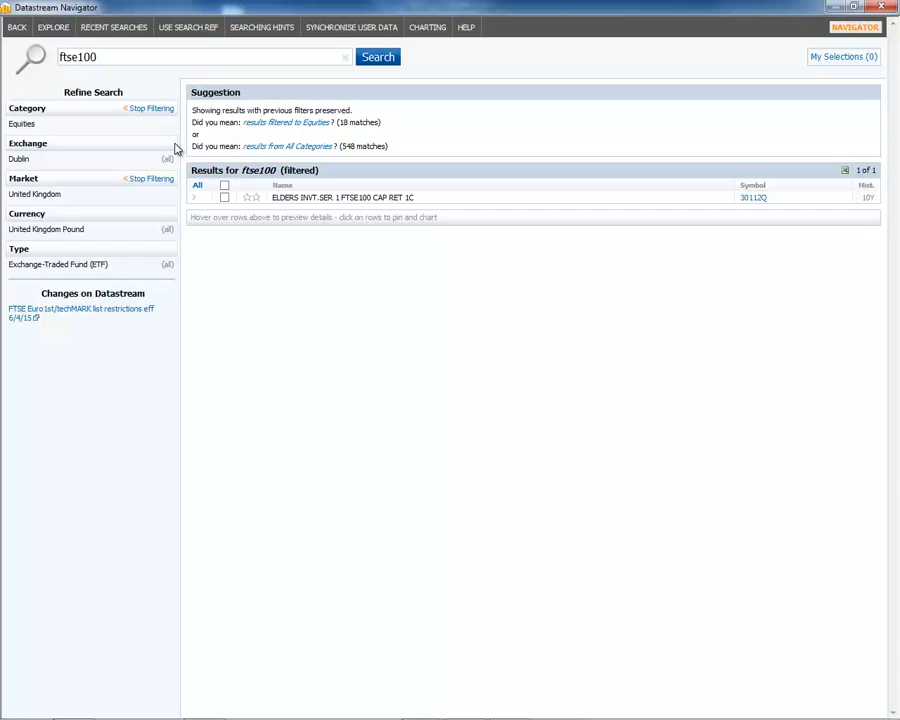 Datastream Navigator
BACK EXPLORE RECENT SEARCHES USE SEARCH REF SEARCHING HINTS SYNCHRONISE USER DATA CHARTING HELP NAVIGATOR
ftse100 Search My Selections (0)
Refine Search
Category «Stop Filtering
Equities
Exchange
Dublin (all)
Market «Stop Filtering
United Kingdom
Currency
United Kingdom Pound (all)
Type
Exchange-Traded Fund (ETF) (all)
Changes on Datastream
FTSE Euro1st/techMARK list restrictions eff
6/4/15
Suggestion
Showing results with previous filters preserved.
Did you mean: results filtered to Equities ? (18 matches)
or
Did you mean: results from All Categories ? (548 matches)
Results for ftse100 (filtered) 1 of 1
All Name Symbol Hist.
ELDERS INVT.SER 1 FTSE100 CAP RET 1C 30112Q 10Y
Hover over rows above to preview details - click on rows to pin and chart